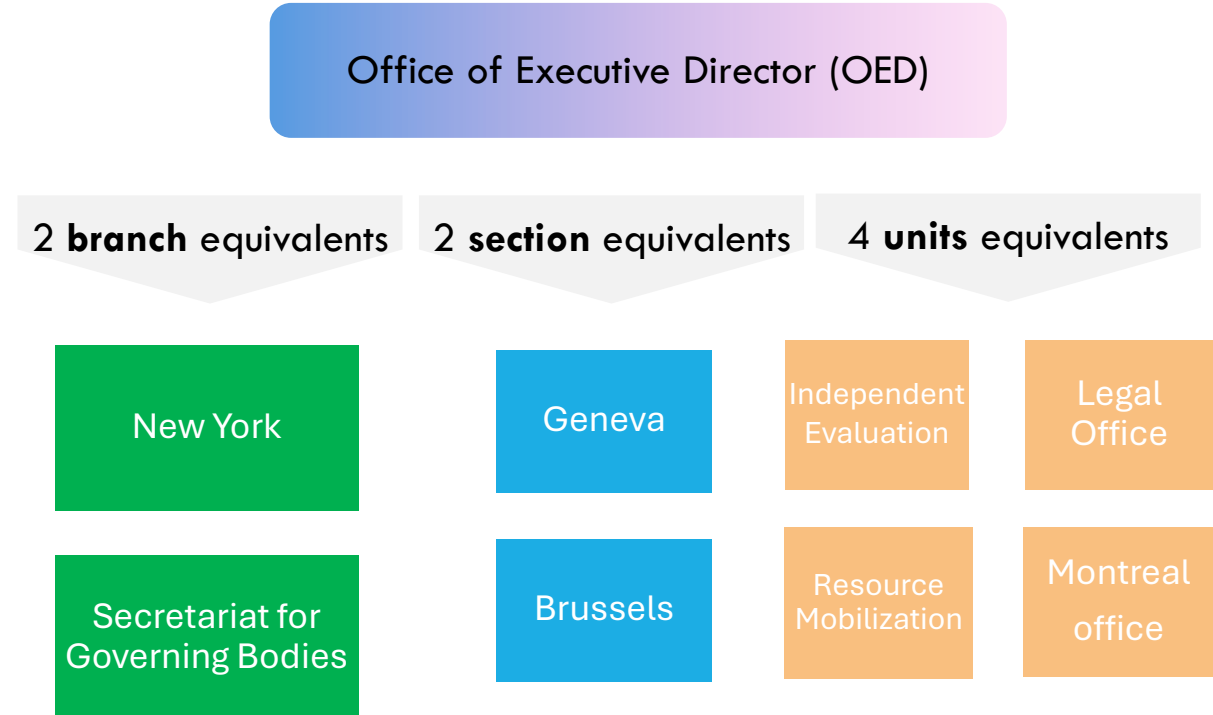 Office of Executive Director (OED)
2 branch equivalents
2 section equivalents
4 units equivalents
New York
Secretariat for
Governing Bodies
Geneva
Brussels
Independent
Evaluation
Legal
Office
Resource
Mobilization
Montreal
office